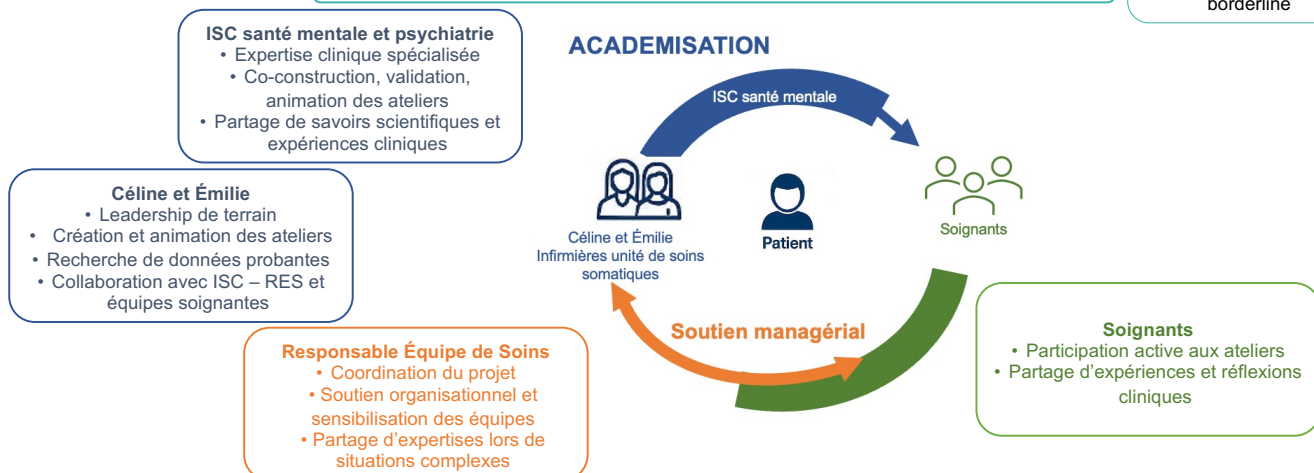 borderline
ISC santé mentale et psychiatrie
• Expertise clinique spécialisée
• Co-construction, validation,
animation des ateliers
• Partage de savoirs scientifiques et
expériences cliniques
Céline et Émilie
• Leadership de terrain
• Création et animation des ateliers
• Recherche de données probantes
• Collaboration avec ISC – RES et
équipes soignantes
Responsable Équipe de Soins
• Coordination du projet
• Soutien organisationnel et
sensibilisation des équipes
• Partage d'expertises lors de
situations complexes
ACADEMISATION
ISC santé mentale
Céline et Émilie
Infirmières unité de soins
somatiques
Patient
Soignants
Soutien managérial
Soignants
• Participation active aux ateliers
• Partage d'expériences et réflexions
cliniques